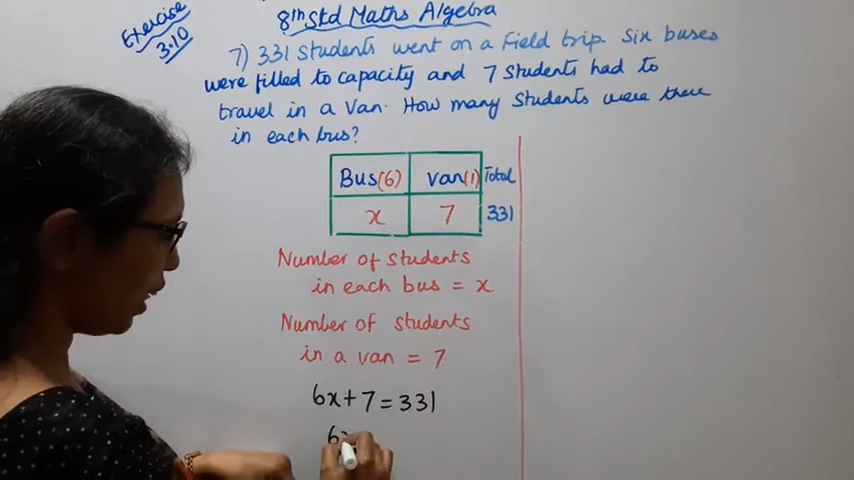 Exercise
3.10
8th Std Maths Algebra
7) 331 Students went on a Field trip. Six buses
were filled to capacity and 7 Students had to
travel in a Van. How many Students were there
in each bus?
Bus(6) van(1) Total
x 7 331
Number of students
in each bus = x
Number of students
in a van = 7
6x+7=331
6x